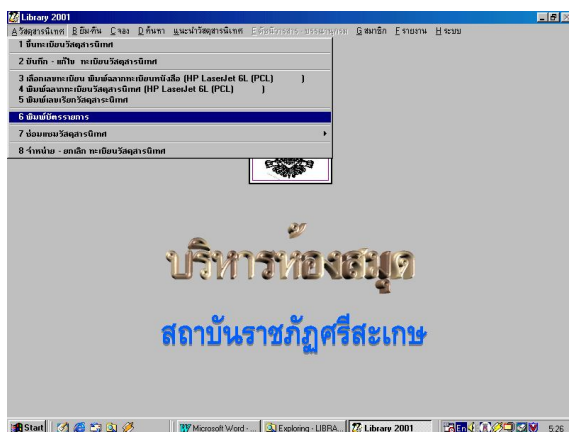 Library 2001
A วัสดุสารนิเทศ B ยืม-คืน C จอง D ค้นหา แนะนำวัสดุสารนิเทศ E ดัชนีวารสาร - บรรณานุกรม G สมาชิก F รายงาน H ระบบ
1 ขึ้นทะเบียนวัสดุสารนิเทศ
2 บันทึก - แก้ไข ทะเบียนวัสดุสารนิเทศ
3 เลือกเลขทะเบียน พิมพ์ฉลากทะเบียนหนังสือ (HP LaserJet 6L (PCL) )
4 พิมพ์ฉลากทะเบียนวัสดุสารนิเทศ (HP LaserJet 6L (PCL) )
5 พิมพ์เลขเรียกวัสดุสาระนิเทศ
6 พิมพ์บัตรรายการ
7 ซ่อมแซมวัสดุสารนิเทศ
8 จำหน่าย - ยกเลิก ทะเบียนวัสดุสารนิเทศ
บริหารห้องสมุด
สถาบันราชภัฏศรีสะเกษ
Start Microsoft Word - ... Exploring - LIBRA... Library 2001 En 5:26